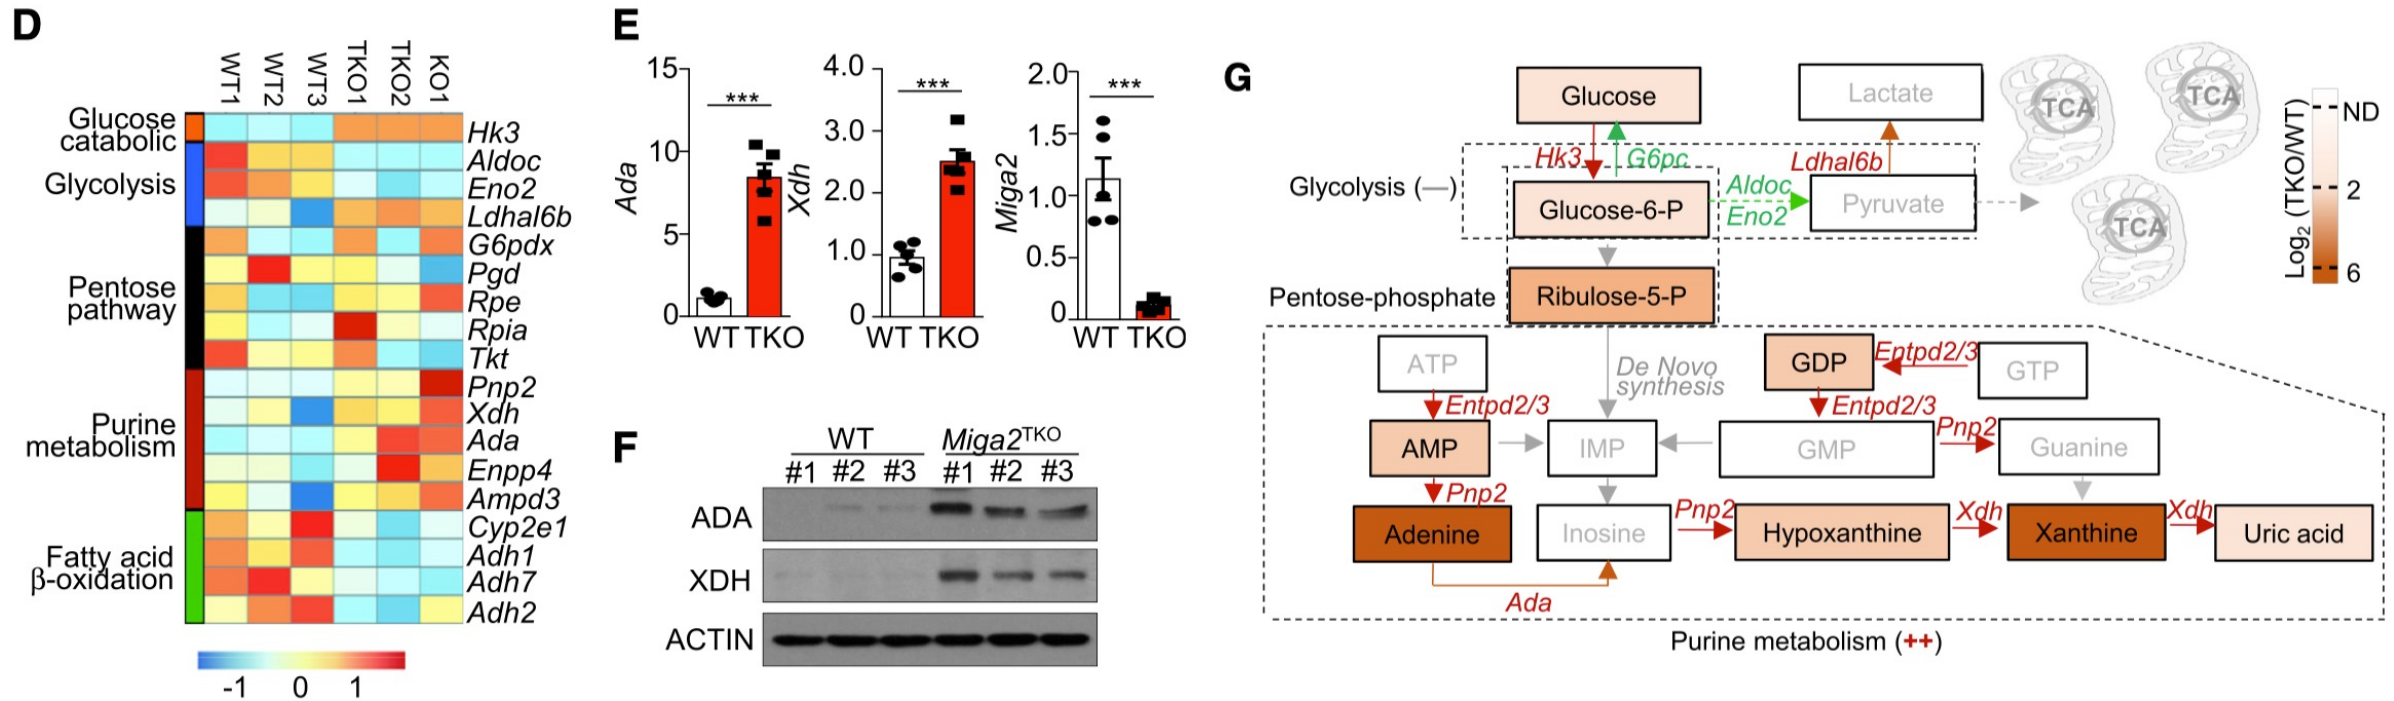 D
WT1
WT2
WT3
TKO1
TKO2
KO1
Glucose
catabolic
Glycolysis
Pentose
pathway
Purine
metabolism
Fatty acid
β-oxidation
Hk3
Aldoc
Eno2
Ldhal6b
G6pdx
Pgd
Rpe
Rpia
Tkt
Pnp2
Xdh
Ada
Enpp4
Ampd3
Cyp2e1
Adh1
Adh7
Adh2
-1 0 1
E
Ada
15
10
5
0
***
WT TKO
Xdh
4.0
3.0
2.0
1.0
0
***
WT TKO
Miga2
2.0
1.5
1.0
0.5
0
***
WT TKO
F
WT Miga2TKO
#1 #2 #3 #1 #2 #3
ADA
XDH
ACTIN
G
Glucose
Lactate
TCA
TCA
TCA
Hk3
G6pc
Ldhal6b
Glycolysis (—)
Glucose-6-P
Aldoc
Eno2
Pyruvate
Pentose-phosphate
Ribulose-5-P
Log2 (TKO/WT)
ND
2
6
ATP
De Novo
synthesis
GDP
Entpd2/3
GTP
Entpd2/3
Entpd2/3
AMP
IMP
GMP
Pnp2
Guanine
Pnp2
Adenine
Inosine
Pnp2
Hypoxanthine
Xdh
Xanthine
Xdh
Uric acid
Ada
Purine metabolism (++)